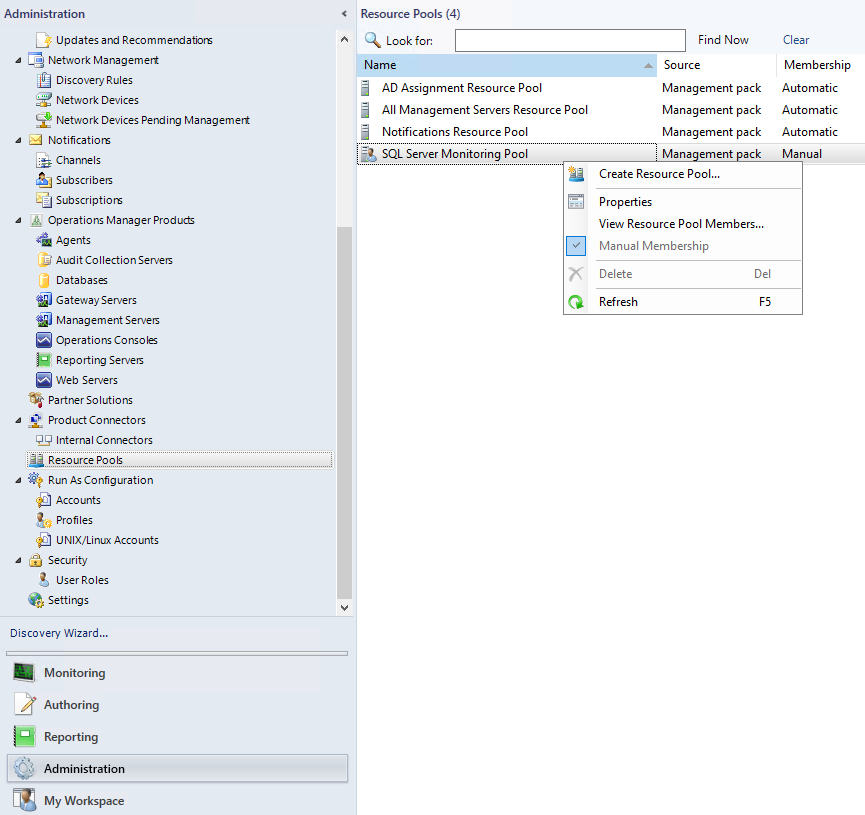 Administration
Updates and Recommendations
Network Management
Discovery Rules
Network Devices
Network Devices Pending Management
Notifications
Channels
Subscribers
Subscriptions
Operations Manager Products
Agents
Audit Collection Servers
Databases
Gateway Servers
Management Servers
Operations Consoles
Reporting Servers
Web Servers
Partner Solutions
Product Connectors
Internal Connectors
Resource Pools
Run As Configuration
Accounts
Profiles
UNIX/Linux Accounts
Security
User Roles
Settings
Discovery Wizard...
Monitoring
Authoring
Reporting
Administration
My Workspace
Resource Pools (4)
Look for: Find Now Clear
Name Source Membership
AD Assignment Resource Pool Management pack Automatic
All Management Servers Resource Pool Management pack Automatic
Notifications Resource Pool Management pack Automatic
SQL Server Monitoring Pool Management pack Manual
Create Resource Pool...
Properties
View Resource Pool Members...
Manual Membership
Delete Del
Refresh F5